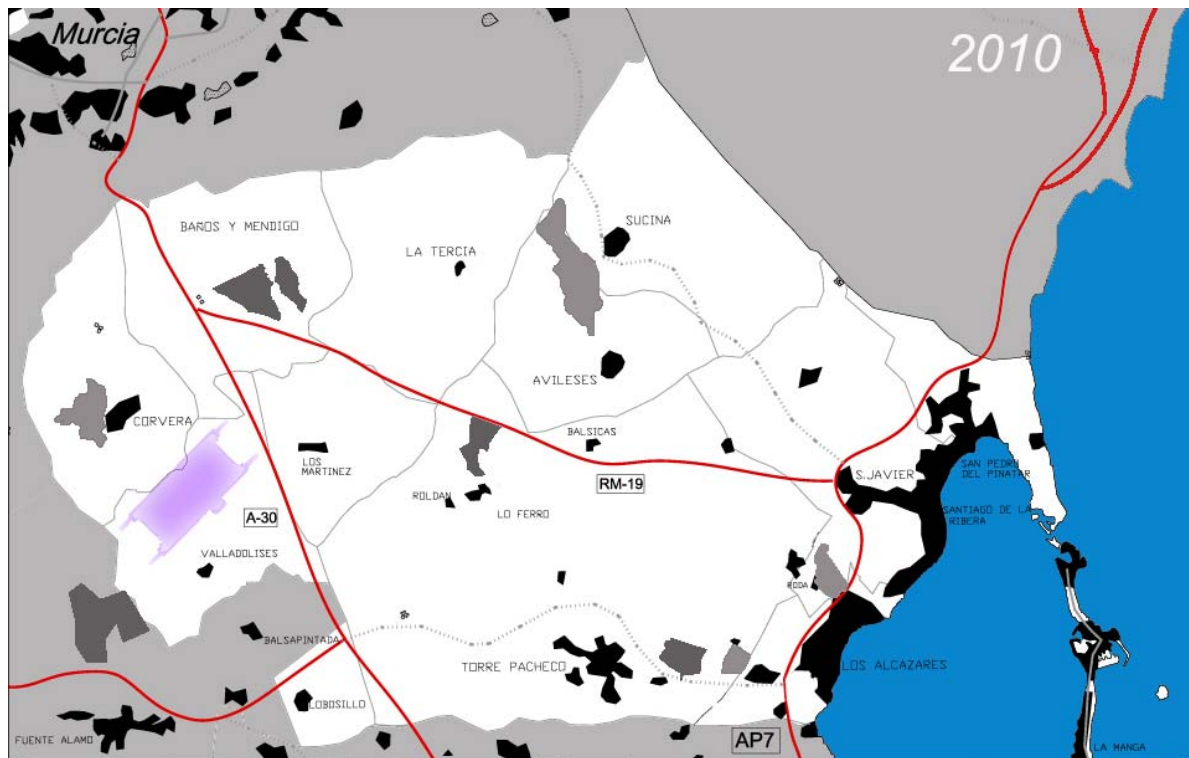 Murcia
2010
SUCINA
BAÑOS Y MENDIGO
LA TERCIA
AVILESES
CORVERA
BALSICAS
LOS
MARTINEZ
S.JAVIER
SAN PEDRO
DEL PINATAR
RM-19
ROLDAN
LO FERRO
A-30
SANTIAGO DE LA
RIBERA
VALLADOLISES
RODA
BALSAPINTADA
TORRE PACHECO
LOS ALCAZARES
LOBOSILLO
FUENTE ALAMO
AP7
LA MANGA